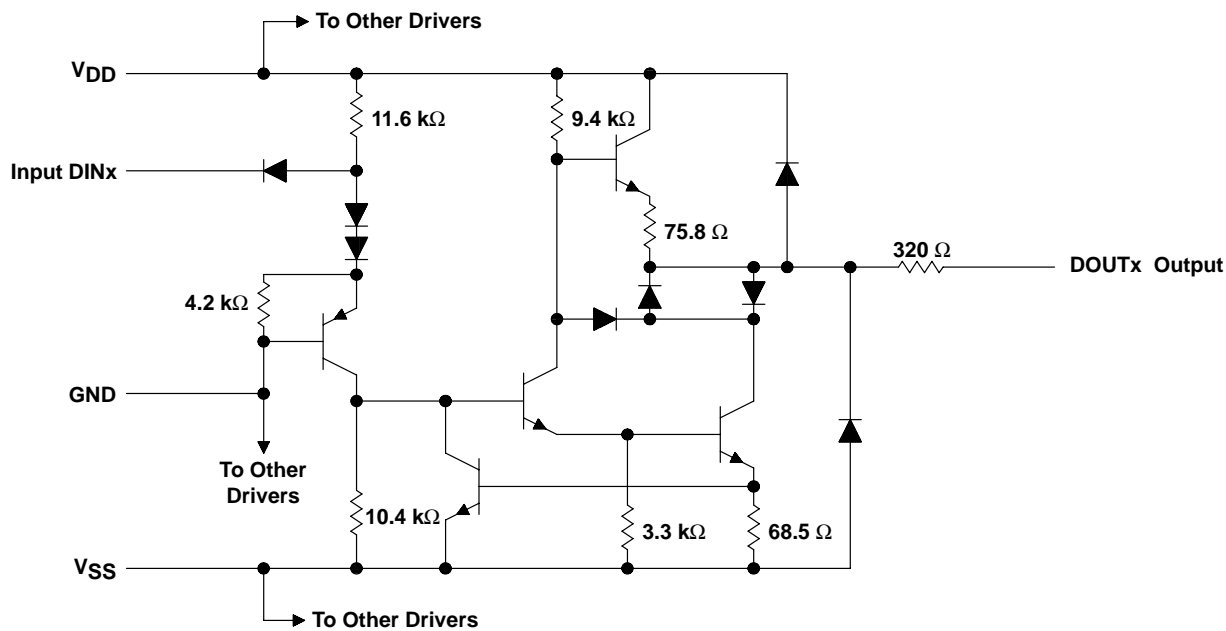 To Other Drivers
VDD
11.6 kΩ
9.4 kΩ
Input DINx
75.8 Ω
320 Ω
DOUTx Output
4.2 kΩ
GND
To Other
Drivers
10.4 kΩ
3.3 kΩ
68.5 Ω
VSS
To Other Drivers